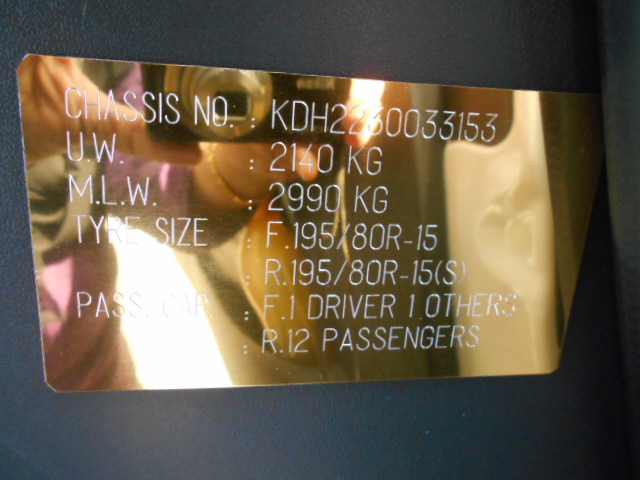 CHASSIS NO. : KDH2230033153
U.W. : 2140 KG
M.L.W. : 2990 KG
TYRE SIZE : F.195/80R-15
: R.195/80R-15(S)
PASS. CAP. : F.1 DRIVER 1.OTHERS
: R.12 PASSENGERS